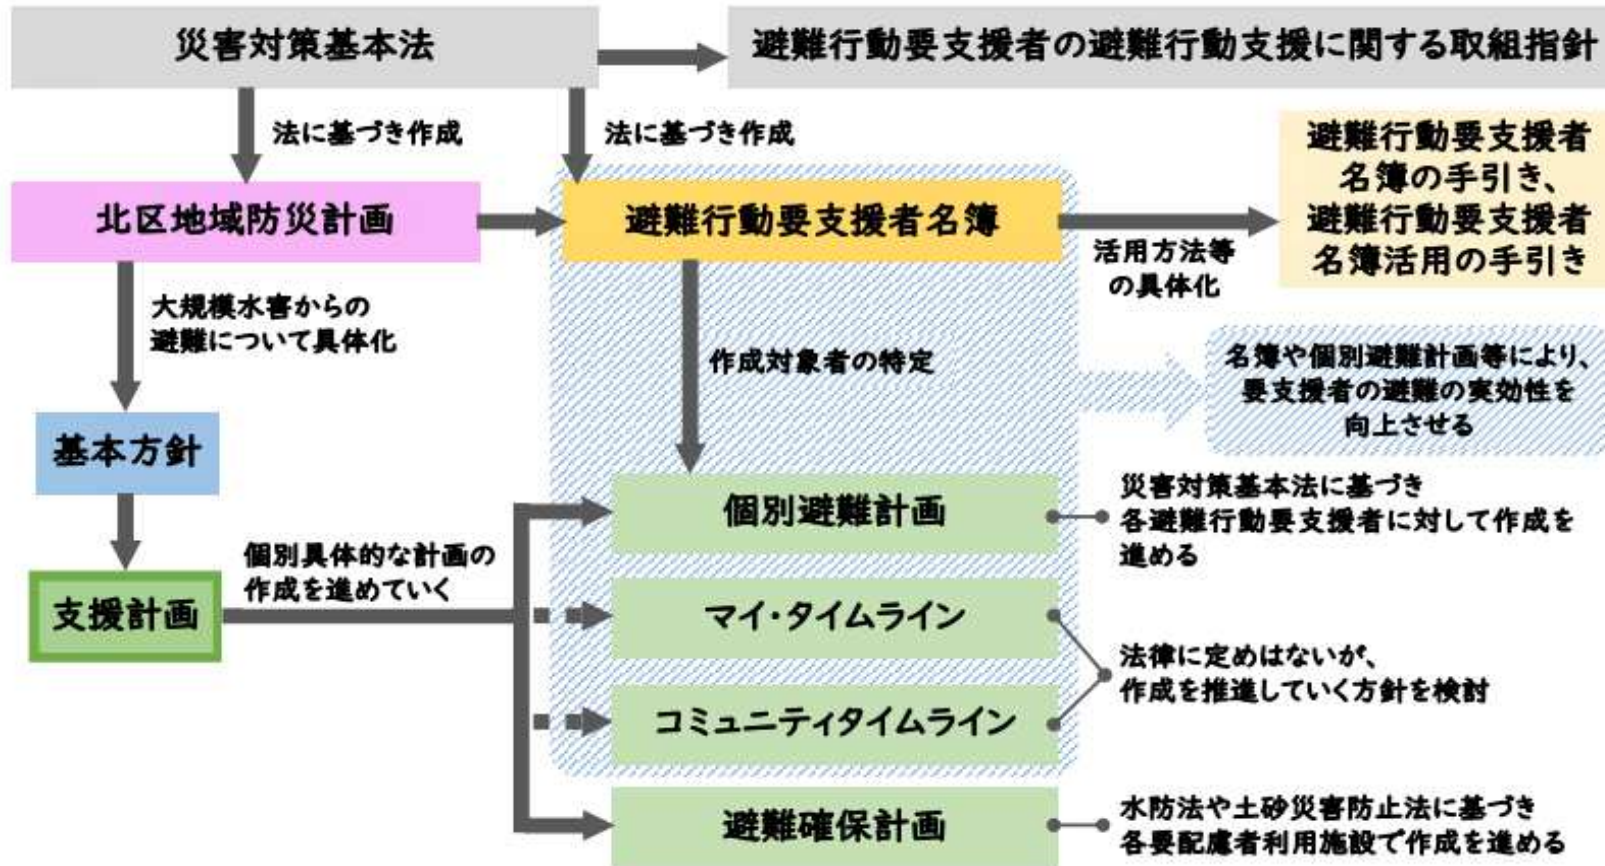 災害対策基本法
避難行動要支援者の避難行動支援に関する取組指針
法に基づき作成
法に基づき作成
避難行動要支援者
名簿の手引き、
避難行動要支援者
名簿活用の手引き
北区地域防災計画
避難行動要支援者名簿
活用方法等
の具体化
大規模水害からの
避難について具体化
作成対象者の特定
名簿や個別避難計画等により、
要支援者の避難の実効性を
向上させる
基本方針
個別避難計画
災害対策基本法に基づき
各避難行動要支援者に対して作成を
進める
個別具体的な計画の
作成を進めていく
支援計画
マイ・タイムライン
法律に定めはないが、
作成を推進していく方針を検討
コミュニティタイムライン
避難確保計画
水防法や土砂災害防止法に基づき
各要配慮者利用施設で作成を進める